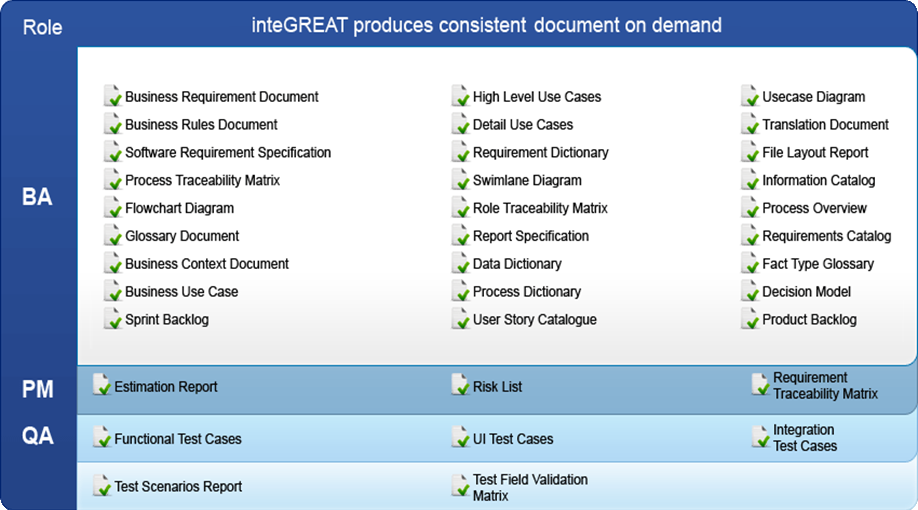 Role
inteGREAT produces consistent document on demand
BA
Business Requirement Document
High Level Use Cases
Usecase Diagram
Business Rules Document
Detail Use Cases
Translation Document
Software Requirement Specification
Requirement Dictionary
File Layout Report
Process Traceability Matrix
Swimlane Diagram
Information Catalog
Flowchart Diagram
Role Traceability Matrix
Process Overview
Glossary Document
Report Specification
Requirements Catalog
Business Context Document
Data Dictionary
Fact Type Glossary
Business Use Case
Process Dictionary
Decision Model
Sprint Backlog
User Story Catalogue
Product Backlog
PM
Estimation Report
Risk List
Requirement
Traceability Matrix
QA
Functional Test Cases
UI Test Cases
Integration
Test Cases
Test Scenarios Report
Test Field Validation
Matrix